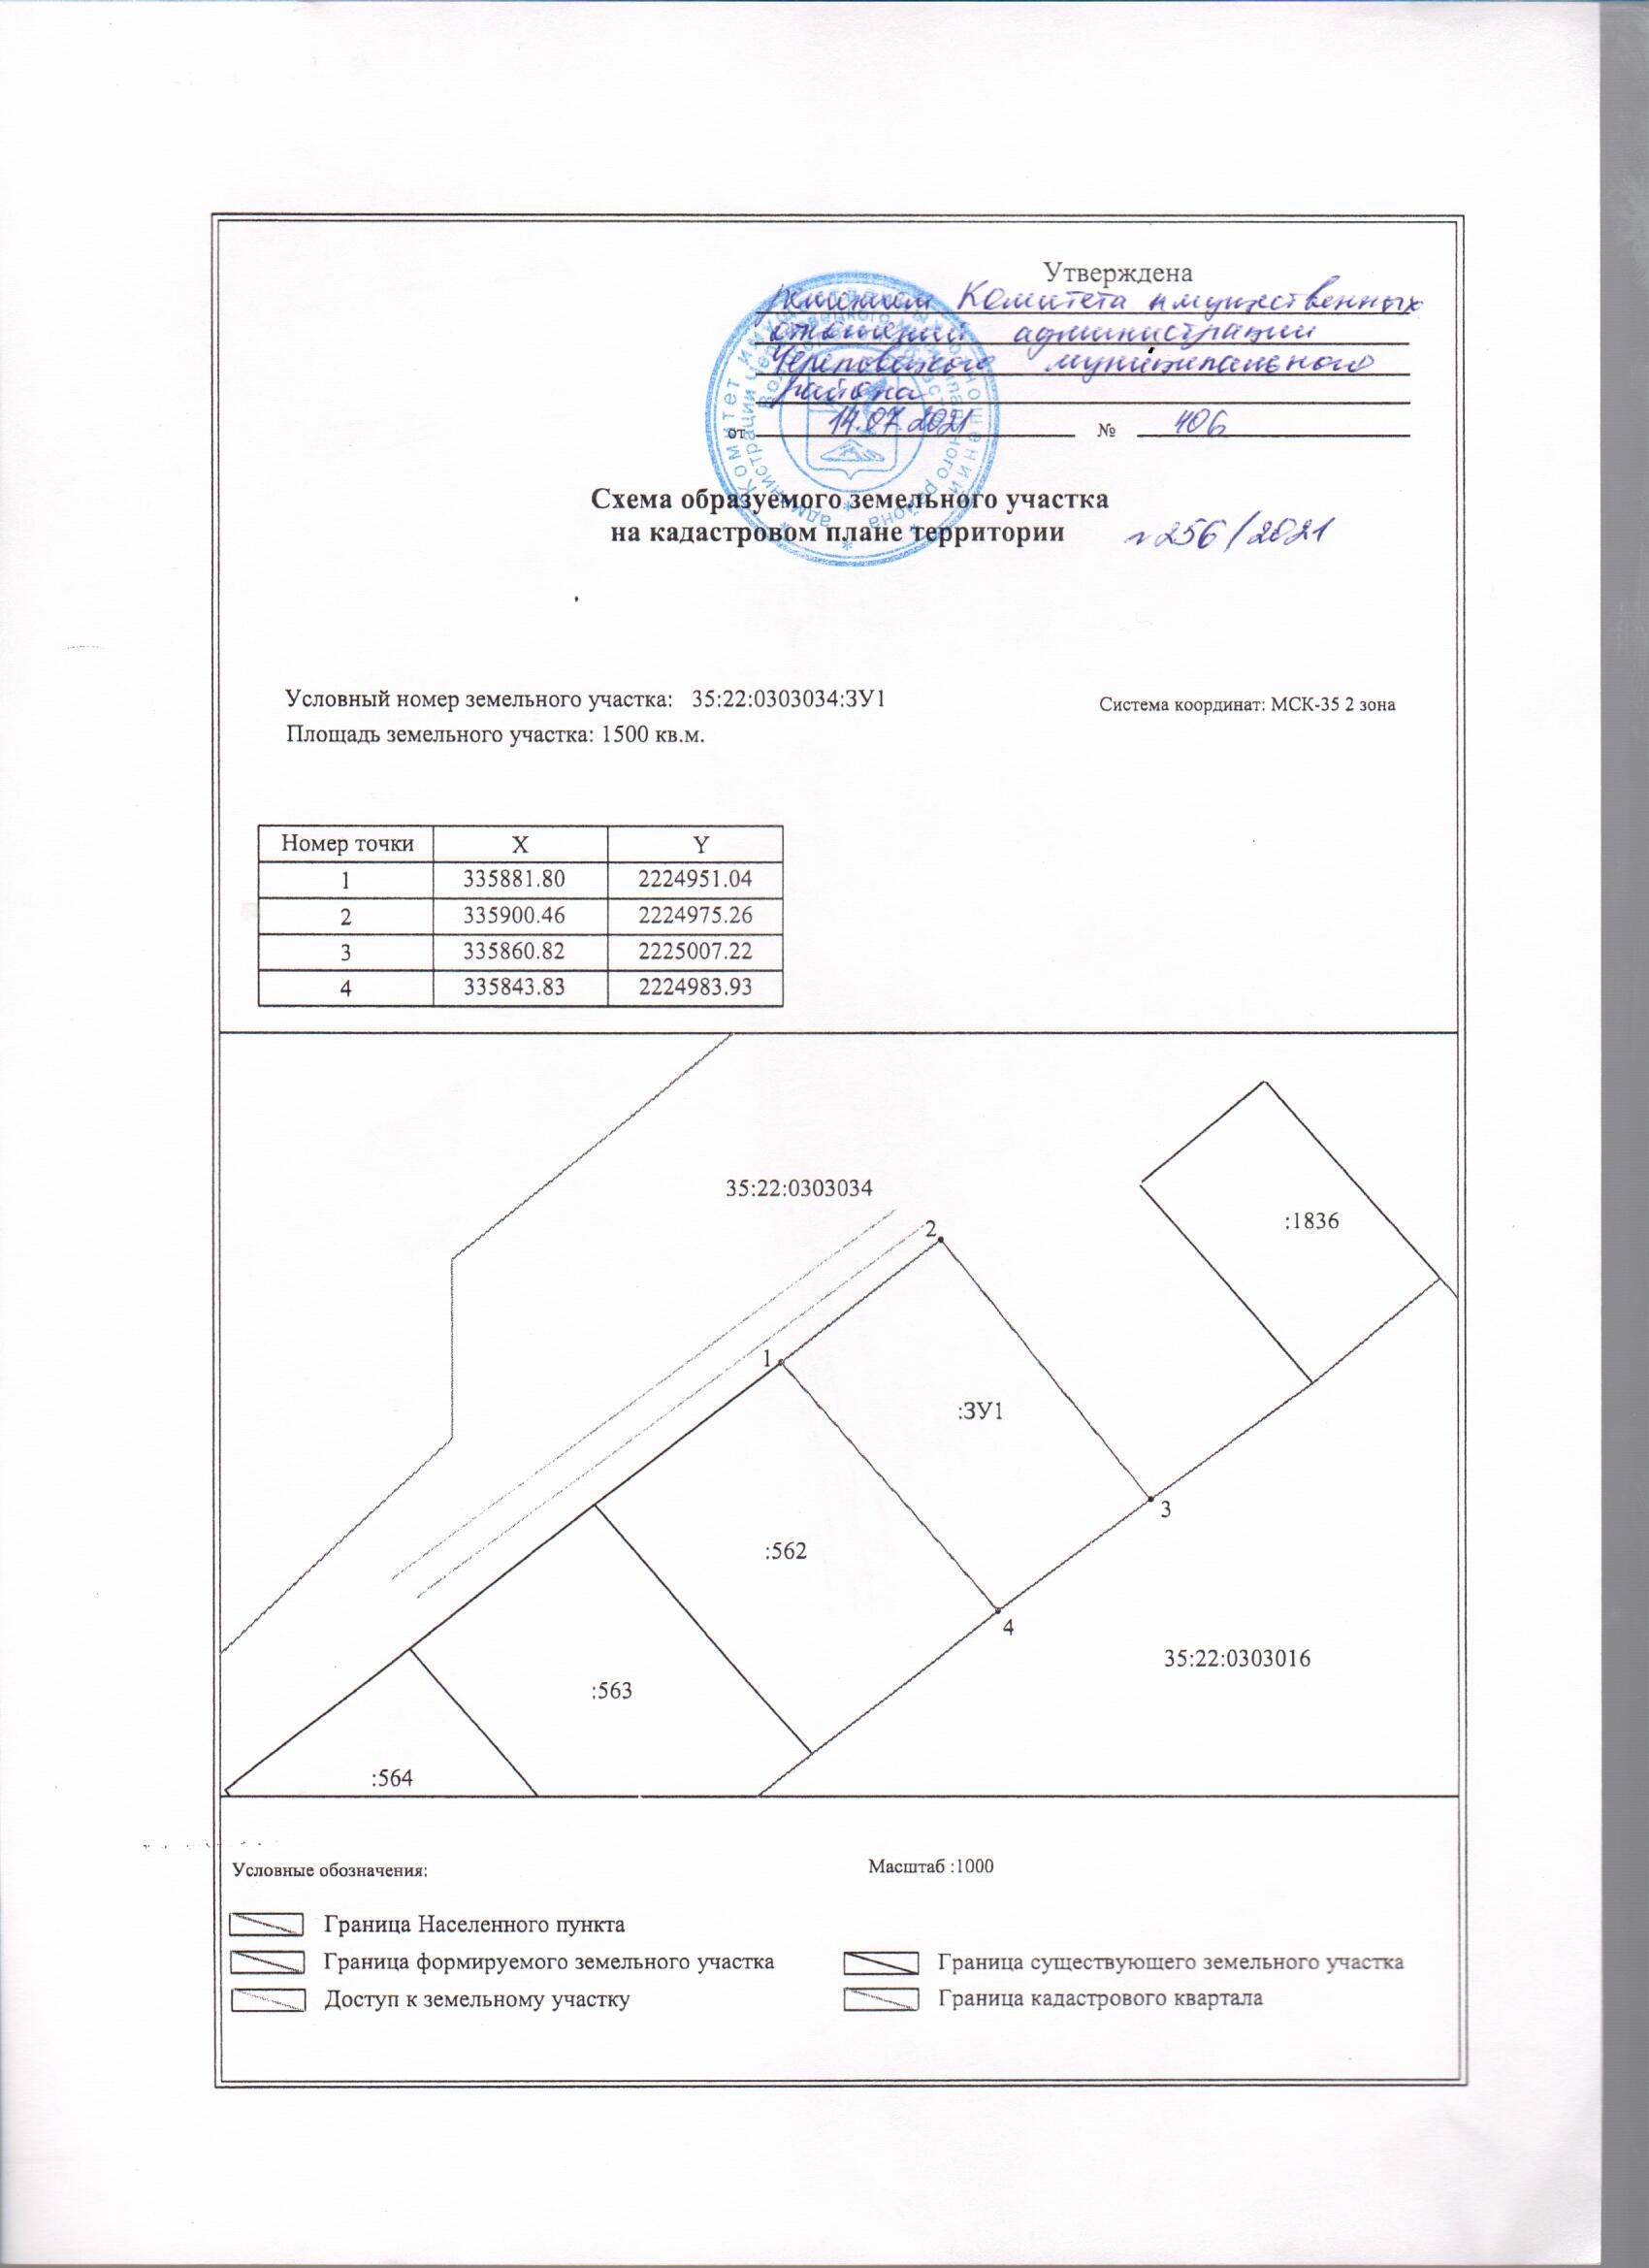 Утверждена
решением Комитета имущественных
отношений администрации
Череповецкого муниципального
района
от 14.07.2021 № 406
Схема образуемого земельного участка
на кадастровом плане территории
№256/2021
Условный номер земельного участка: 35:22:0303034:ЗУ1
Система координат: МСК-35 2 зона
Площадь земельного участка: 1500 кв.м.
Номер точки X Y
1 335881.80 2224951.04
2 335900.46 2224975.26
3 335860.82 2225007.22
4 335843.83 2224983.93
35:22:0303034
2
:1836
1
:ЗУ1
3
:562
4
35:22:0303016
:563
:564
Условные обозначения:
Масштаб :1000
Граница Населенного пункта
Граница формируемого земельного участка
Граница существующего земельного участка
Доступ к земельному участку
Граница кадастрового квартала